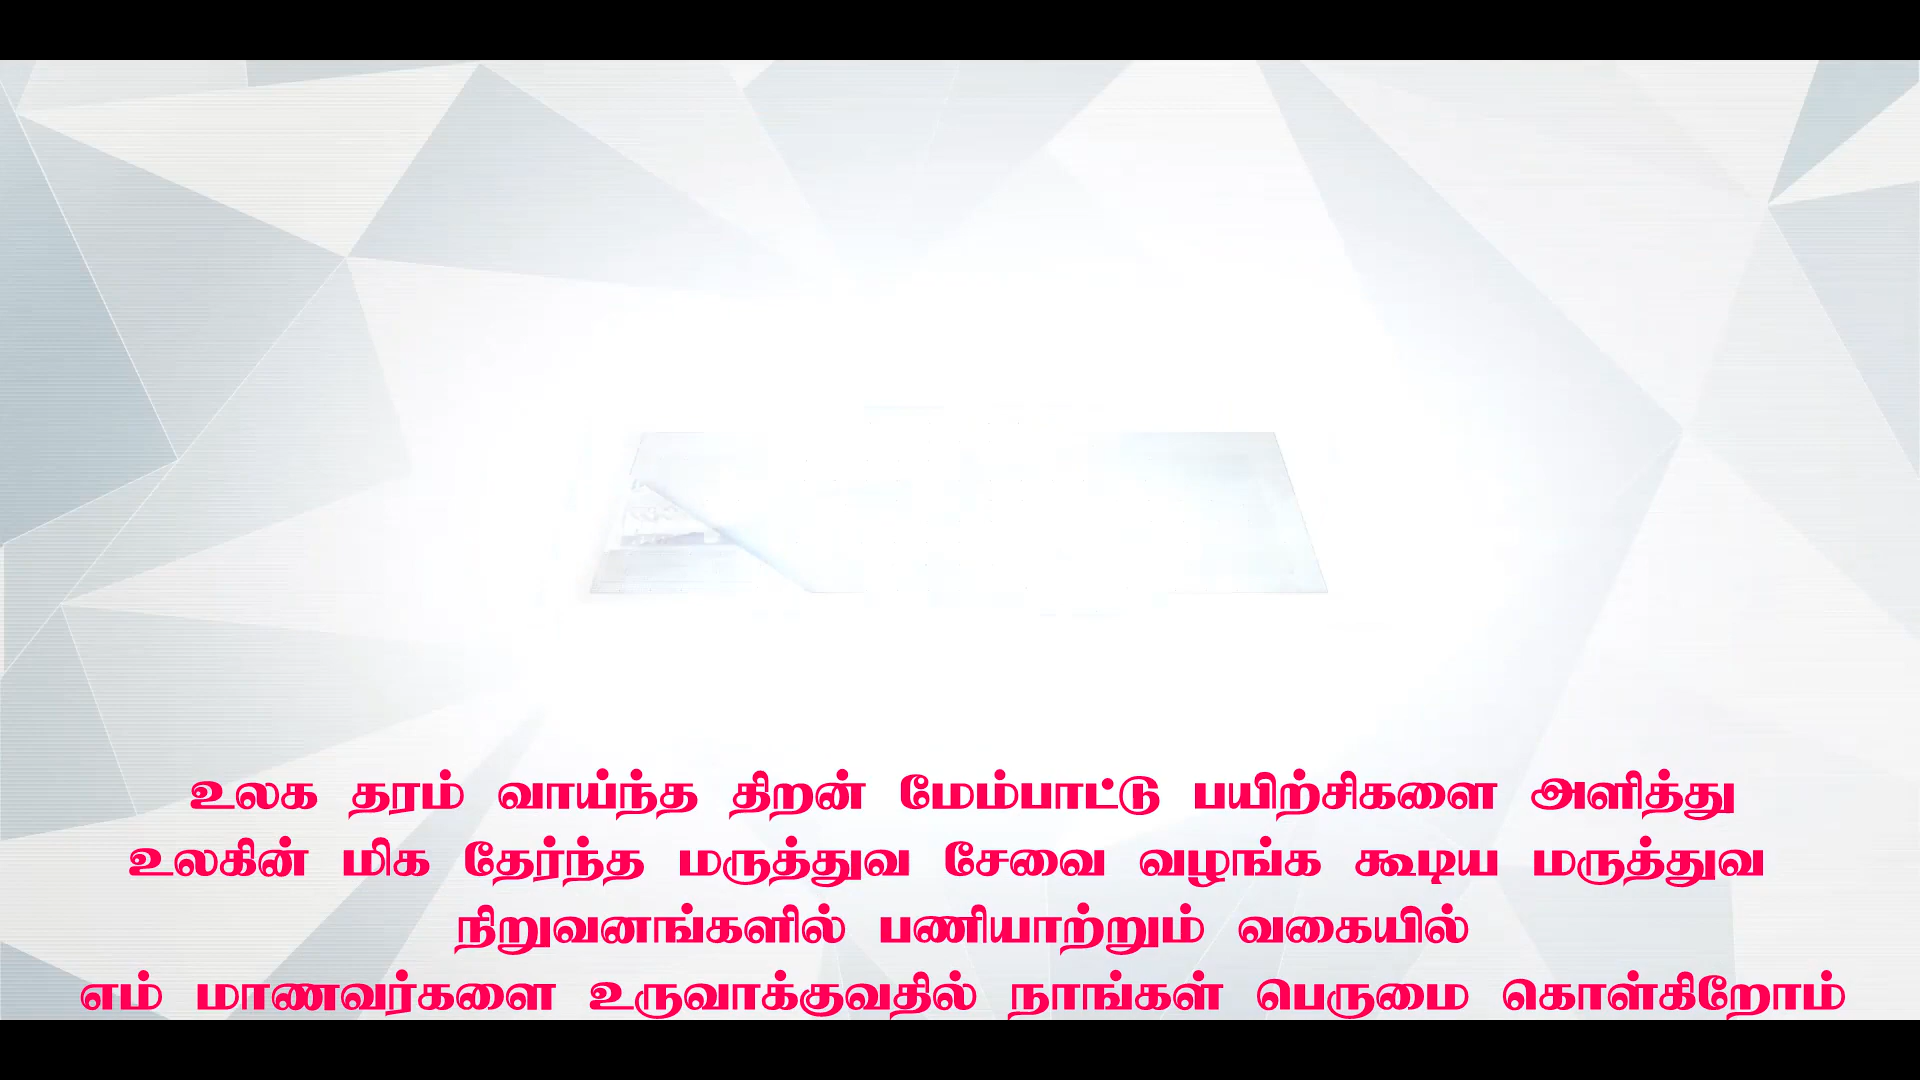 உலக தரம் வாய்ந்த திறன் மேம்பாட்டு பயிற்சிகளை அளித்து
உலகின் மிக தேர்ந்த மருத்துவ சேவை வழங்க கூடிய மருத்துவ
நிறுவனங்களில் பணியாற்றும் வகையில்
எம் மாணவர்களை உருவாக்குவதில் நாங்கள் பெருமை கொள்கிறோம்